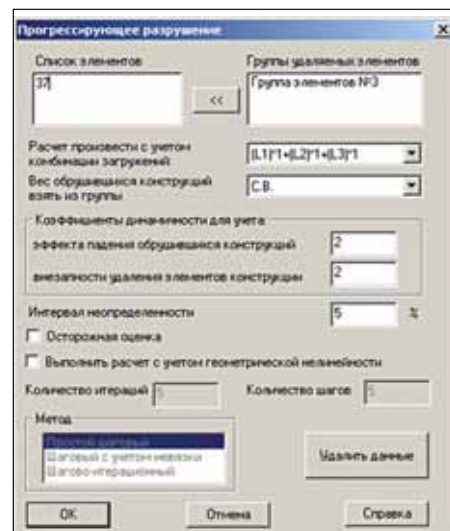 Прогрессирующее разрушение
Список элементов
Группы удаляемых элементов
37
<<
Группа элементов №3
Расчет произвести с учетом
комбинации загружений
(L1)*1+(L2)*1+(L3)*1
Вес обрушившихся конструкций
взять из группы
С.В.
Коэффициенты динамичности для учета
эффекта падения обрушившихся конструкций
2
внезапности удаления элементов конструкции
2
Интервал неопределенности
5
%
Осторожная оценка
Выполнить расчет с учетом геометрической нелинейности
Количество итераций
5
Количество шагов
5
Метод
Простой шаговый
Шаговый с учетом невязки
Шагово-итерационный
Удалить данные
OK
Отмена
Справка